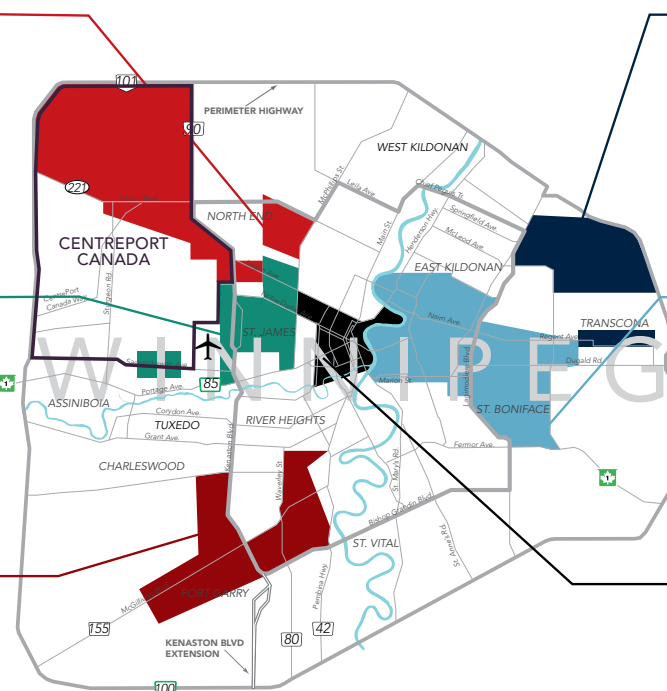 101
PERIMETER HIGHWAY
90
WEST KILDONAN
221
McPhillips St.
Leila Ave.
Chief Peguis Tr.
NORTH END
Main St.
Henderson Hwy.
Springfield Ave.
McLeod Ave.
CENTREPORT
CANADA
EAST KILDONAN
CentrePort
Canada Way
Sturgeon Rd.
ST. JAMES
Nairn Ave.
TRANSCONA
Regent Ave.
Dugald Rd.
WINNIPEG
1
85
Portage Ave.
Marion St.
Lagimodiere Blvd.
ASSINIBOIA
Corydon Ave.
TUXEDO
Grant Ave.
RIVER HEIGHTS
ST. BONIFACE
Kenaston Blvd.
CHARLESWOOD
Waverley St.
St. Mary's Rd.
Fermor Ave.
1
Bishop Grandin Blvd.
ST. VITAL
St. Anne's Rd.
FORT GARRY
Pembina Hwy.
155
80
42
KENASTON BLVD
EXTENSION
100